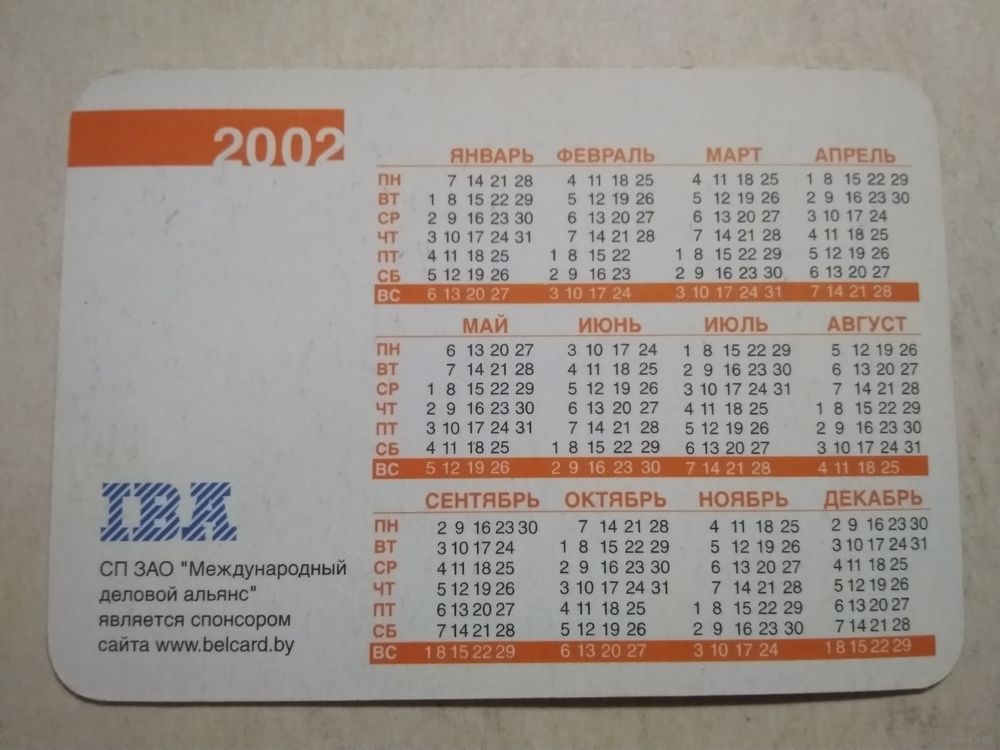 2002
ЯНВАРЬ ФЕВРАЛЬ МАРТ АПРЕЛЬ
ПН 7 14 21 28 4 11 18 25 4 11 18 25 1 8 15 22 29
ВТ 1 8 15 22 29 5 12 19 26 5 12 19 26 2 9 16 23 30
СР 2 9 16 23 30 6 13 20 27 6 13 20 27 3 10 17 24
ЧТ 3 10 17 24 31 7 14 21 28 7 14 21 28 4 11 18 25
ПТ 4 11 18 25 1 8 15 22 1 8 15 22 29 5 12 19 26
СБ 5 12 19 26 2 9 16 23 2 9 16 23 30 6 13 20 27
ВС 6 13 20 27 3 10 17 24 3 10 17 24 31 7 14 21 28
МАЙ ИЮНЬ ИЮЛЬ АВГУСТ
ПН 6 13 20 27 3 10 17 24 1 8 15 22 29 5 12 19 26
ВТ 7 14 21 28 4 11 18 25 2 9 16 23 30 6 13 20 27
СР 1 8 15 22 29 5 12 19 26 3 10 17 24 31 7 14 21 28
ЧТ 2 9 16 23 30 6 13 20 27 4 11 18 25 1 8 15 22 29
ПТ 3 10 17 24 31 7 14 21 28 5 12 19 26 2 9 16 23 30
СБ 4 11 18 25 1 8 15 22 29 6 13 20 27 3 10 17 24 31
ВС 5 12 19 26 2 9 16 23 30 7 14 21 28 4 11 18 25
СЕНТЯБРЬ ОКТЯБРЬ НОЯБРЬ ДЕКАБРЬ
ПН 2 9 16 23 30 7 14 21 28 4 11 18 25 2 9 16 23 30
ВТ 3 10 17 24 1 8 15 22 29 5 12 19 26 3 10 17 24 31
СР 4 11 18 25 2 9 16 23 30 6 13 20 27 4 11 18 25
ЧТ 5 12 19 26 3 10 17 24 31 7 14 21 28 5 12 19 26
ПТ 6 13 20 27 4 11 18 25 1 8 15 22 29 6 13 20 27
СБ 7 14 21 28 5 12 19 26 2 9 16 23 30 7 14 21 28
ВС 1 8 15 22 29 6 13 20 27 3 10 17 24 1 8 15 22 29
IBA
СП ЗАО "Международный
деловой альянс"
является спонсором
сайта www.belcard.by